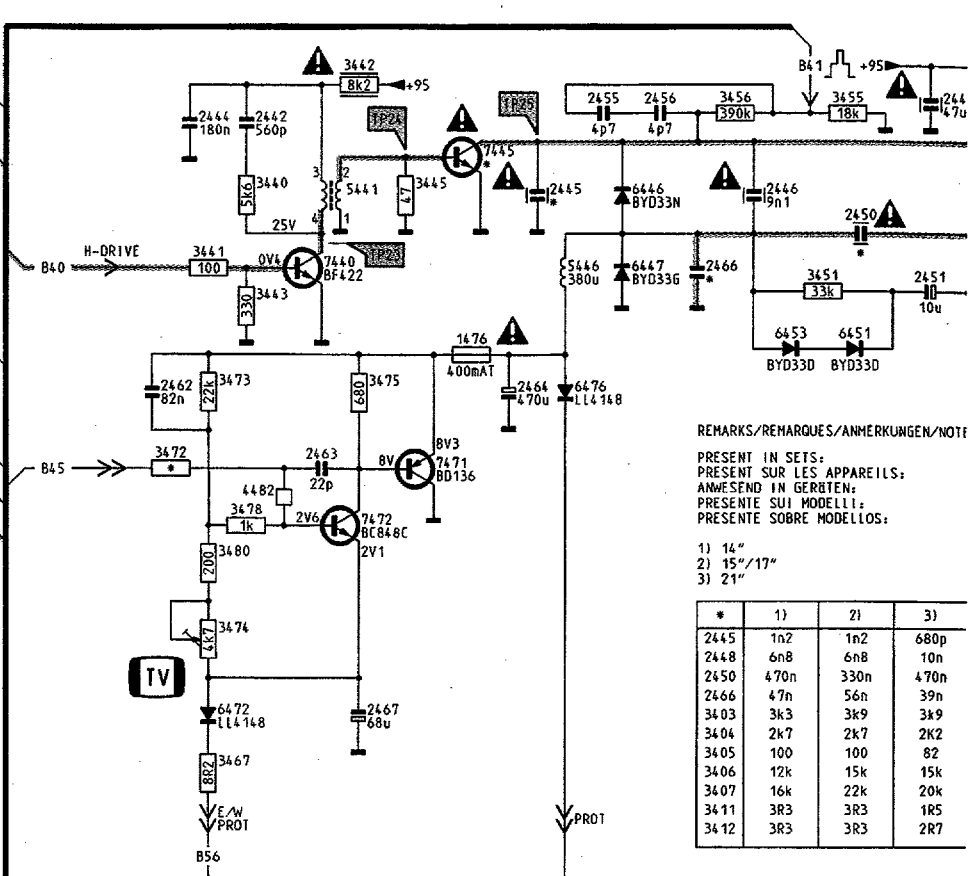 3442
8k2
+95
B41
+95
2444
180n
2442
560p
TP24
TP25
2455
4p7
2456
4p7
3456
390k
3455
18k
244
47u
7445
*
3440
5k6
3
2
5441
4
1
3445
47
2445
*
6446
BYD33N
2446
9n1
2450
*
25V
H-DRIVE
B40
3441
100
0V4
7440
BF422
TP23
3443
330
5446
380u
6447
BYD33G
2466
*
3451
33k
2451
10u
6453
BYD33D
6451
BYD33D
1476
400mAT
2462
82n
3473
22k
3475
680
2464
470u
6476
LL4148
B45
3472
*
2463
22p
8V3
8V
7471
BD136
4482
3478
1k
2V6
7472
BC848C
2V1
3480
200
3474
4k7
TV
6472
LL4148
2467
68u
3467
8R2
E/W
PROT
B56
PROT
REMARKS/REMARQUES/ANMERKUNGEN/NOTE
PRESENT IN SETS:
PRESENT SUR LES APPAREILS:
ANWESEND IN GERÄTEN:
PRESENTE SUI MODELLI:
PRESENTE SOBRE MODELLOS:
1) 14"
2) 15"/17"
3) 21"
* 1) 2) 3)
2445 1n2 1n2 680p
2448 6n8 6n8 10n
2450 470n 330n 470n
2466 47n 56n 39n
3403 3k3 3k9 3k9
3404 2k7 2k7 2K2
3405 100 100 82
3406 12k 15k 15k
3407 16k 22k 20k
3411 3R3 3R3 1R5
3412 3R3 3R3 2R7